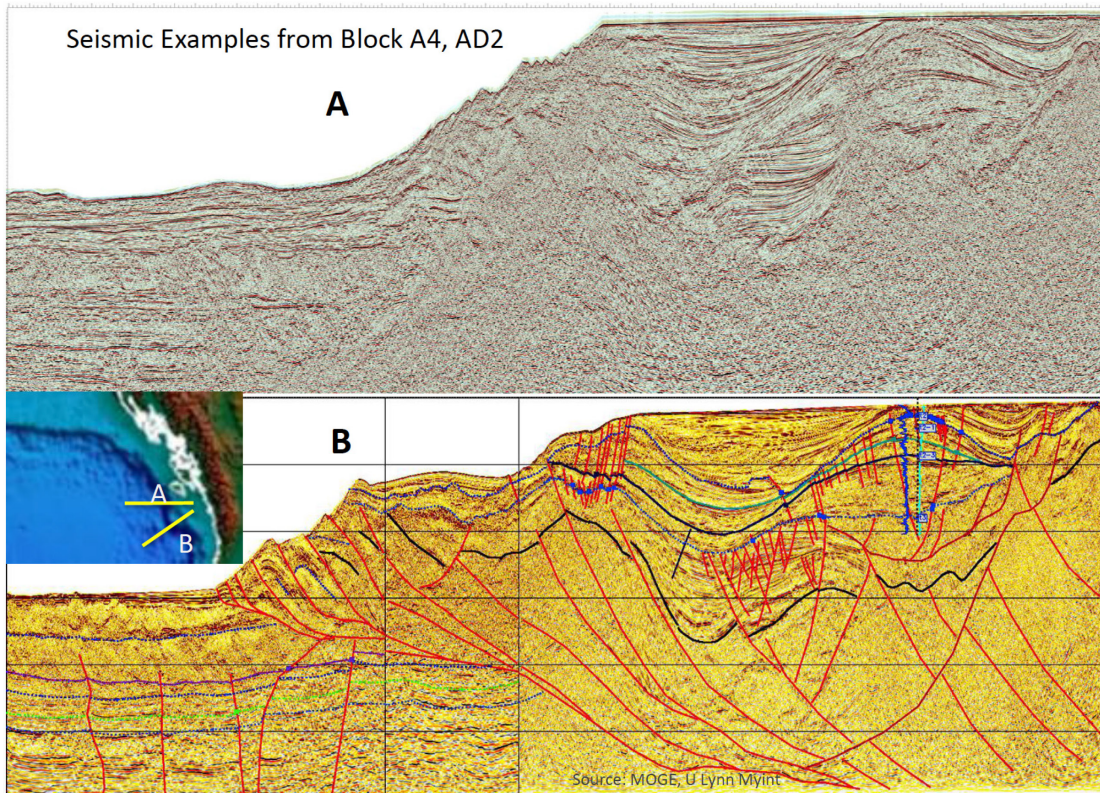 Seismic Examples from Block A4, AD2
A
A
B
B
Source: MOGE, U Lynn Myint